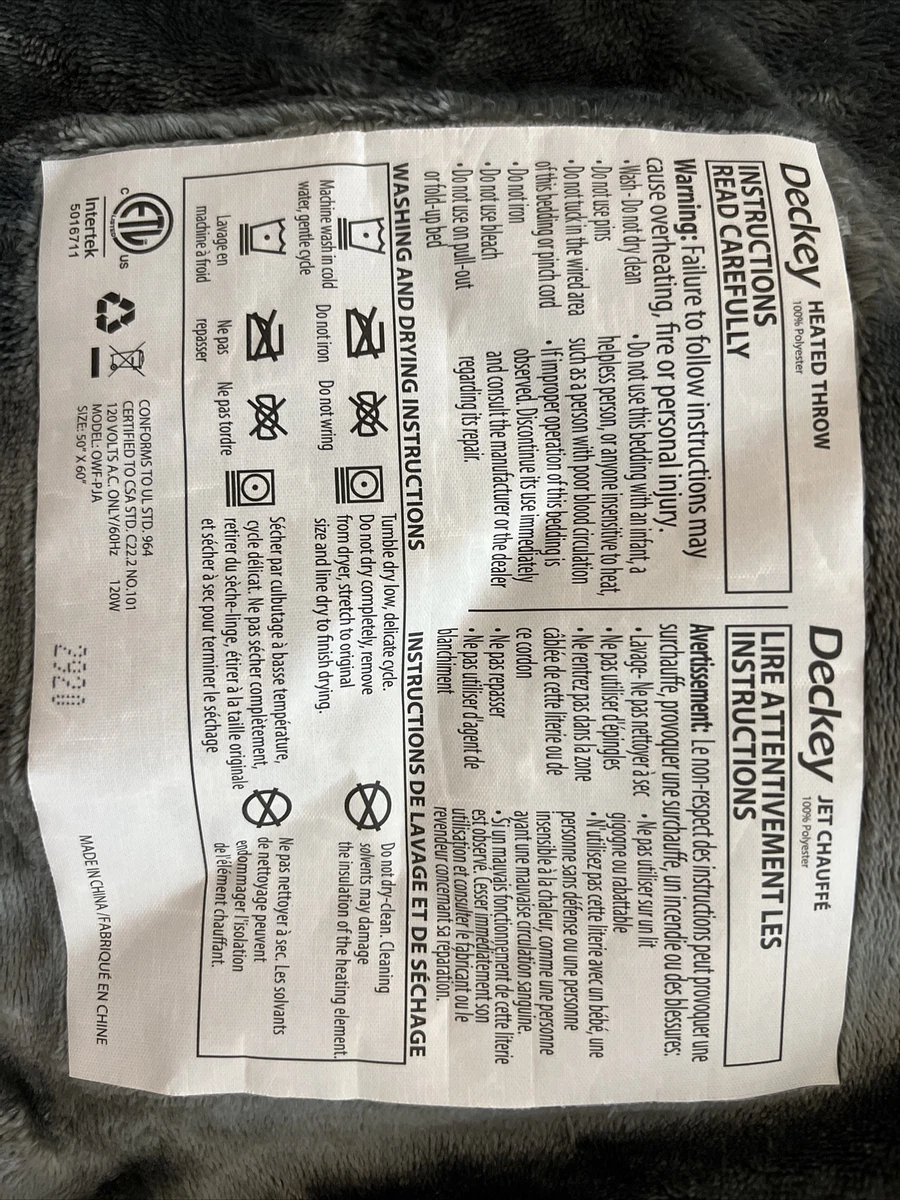 Deckey HEATED THROW
100% Polyester
INSTRUCTIONS
READ CAREFULLY
Warning: Failure to follow instructions may
cause overheating, fire or personal injury.
•Wash - Do not dry clean
•Do not use pins
•Do not tuck in the wired area
of this bedding or pinch cord
•Do not iron
•Do not use bleach
•Do not use on pull-out
or fold-up bed
•Do not use this bedding with an infant, a
helpless person, or anyone insensitive to heat,
such as a person with poor blood circulation
•If improper operation of this bedding is
observed. Discontinue its use immediately
and consult the manufacturer or the dealer
regarding its repair.
Deckey JET CHAUFFÉ
100% Polyester
LIRE ATTENTIVEMENT LES
INSTRUCTIONS
Avertissement: Le non-respect des instructions peut provoquer une
surchauffe, provoquer une surchauffe, un incendie ou des blessures:
•Lavage- Ne pas nettoyer à sec
•Ne pas utiliser d'épingles
•Ne entrez pas dans la zone
câblée de cette literie ou de
ce cordon
•Ne pas repasser
•Ne pas utiliser d'agent de
blanchiment
•Ne pas utiliser sur un lit
gigogne ou rabattable
•N'utilisez pas cette literie avec un bébé, une
personne sans défense ou une personne
insensible à la chaleur, comme une personne
ayant une mauvaise circulation sanguine.
•Si un mauvais fonctionnement de cette literie
est observé. Cesser immédiatement son
utilisation et consulter le fabricant ou le
revendeur concernant sa réparation.
WASHING AND DRYING INSTRUCTIONS
INSTRUCTIONS DE LAVAGE ET DE SÉCHAGE
Machine wash in cold
water, gentle cycle
Do not iron
Do not wring
Tumble dry low, delicate cycle.
Do not dry completely, remove
from dryer, stretch to original
size and line dry to finish drying.
Do not dry-clean. Cleaning
solvents may damage
the insulation of the heating element.
Lavage en
machine à froid
Ne pas
repasser
Ne pas tordre
Sécher par culbutage à basse température,
cycle délicat. Ne pas sécher complètement,
retirer du sèche-linge, étirer à la taille originale
et sécher à sec pour terminer le séchage
Ne pas nettoyer à sec. Les solvants
de nettoyage peuvent
endommager l'isolation
de l'élément chauffant.
C ETL US
LISTED
Intertek
5016711
CONFORMS TO UL STD. 964
CERTIFIED TO CSA STD. C22.2 NO.101
120 VOLTS A.C. ONLY/60Hz 120W
MODEL: OWF-PJA
SIZE: 50" X 60"
2920
MADE IN CHINA /FABRIQUÉ EN CHINE